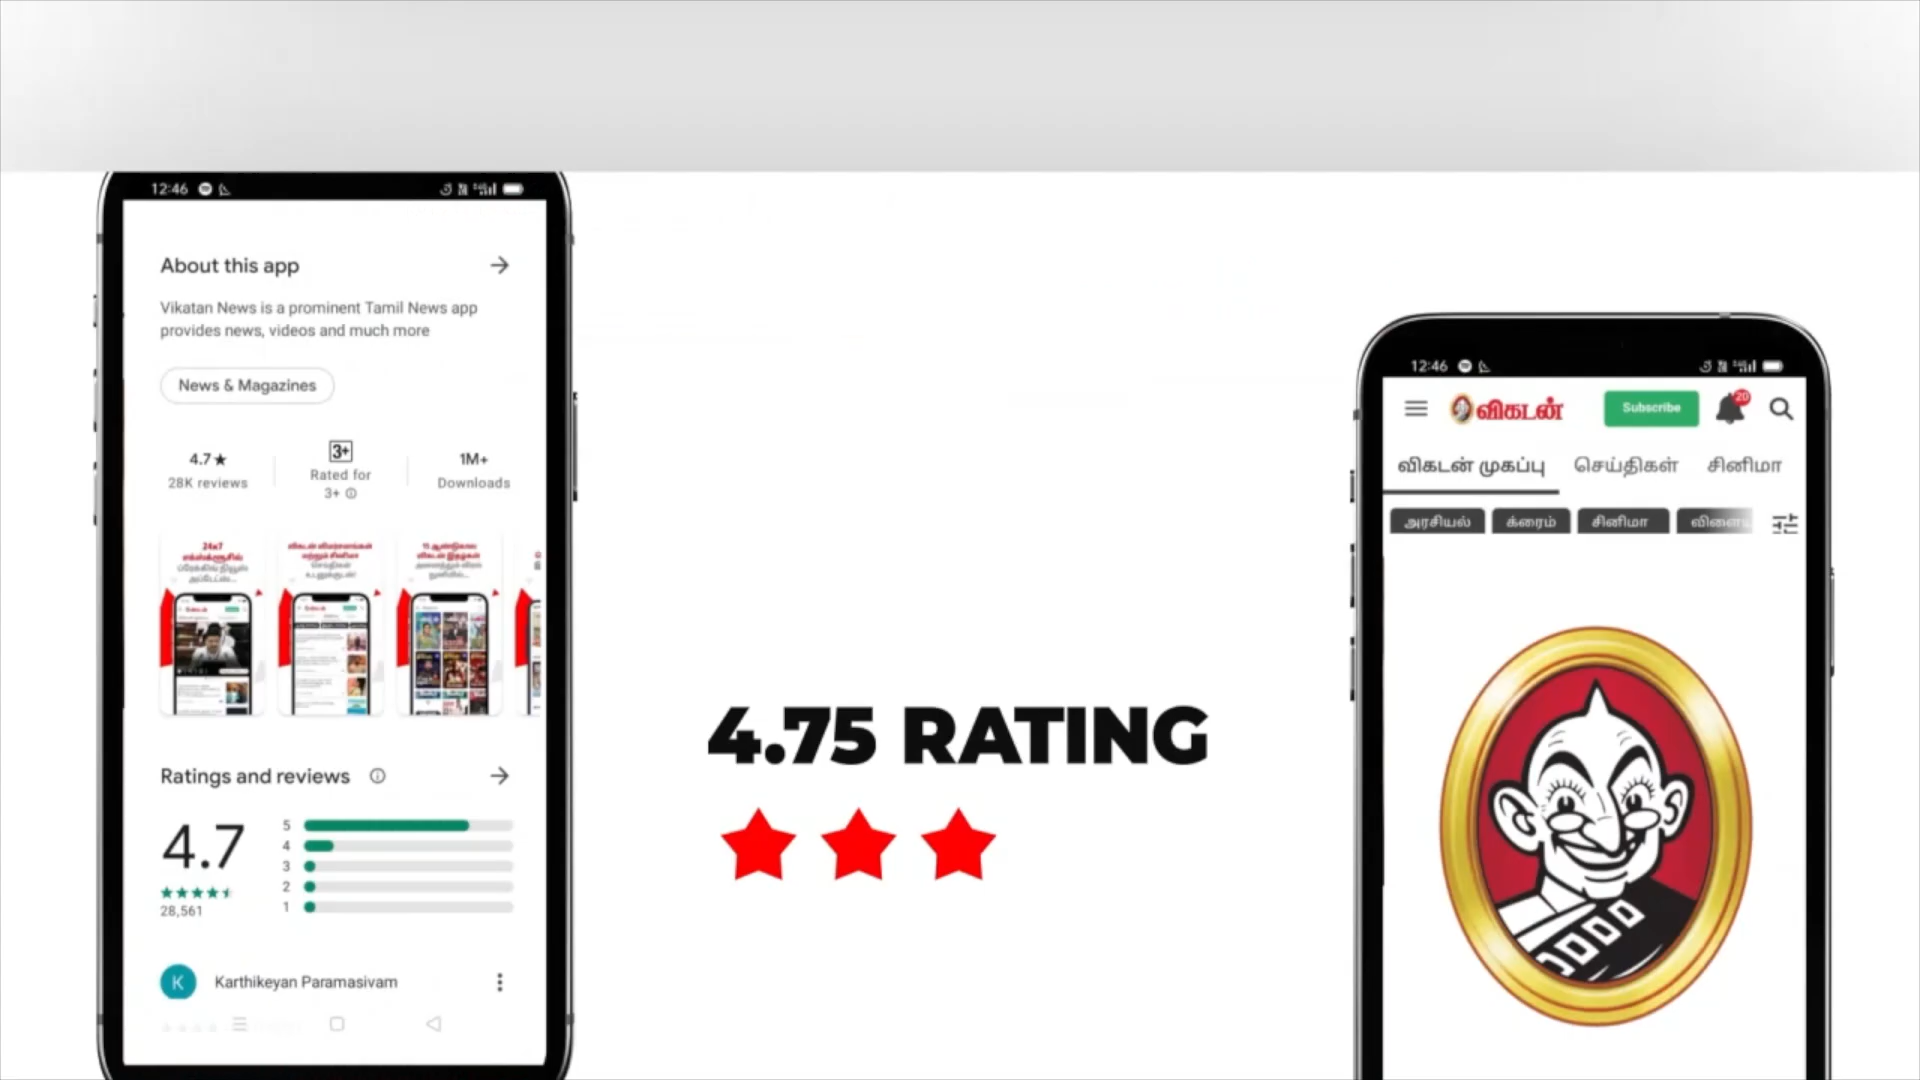 12:46
About this app
Vikatan News is a prominent Tamil News app
provides news, videos and much more
News & Magazines
4.7★
28K reviews
3+
Rated for
3+
1M+
Downloads
24x7
Ratings and reviews
4.7
28,561
5
4
3
2
1
K
Karthikeyan Paramasivam
4.75 RATING
12:46
விகடன்
Subscribe
20
விகடன் முகப்பு
செய்திகள்
சினிமா
அரசியல்
க்ரைம்
சினிமா